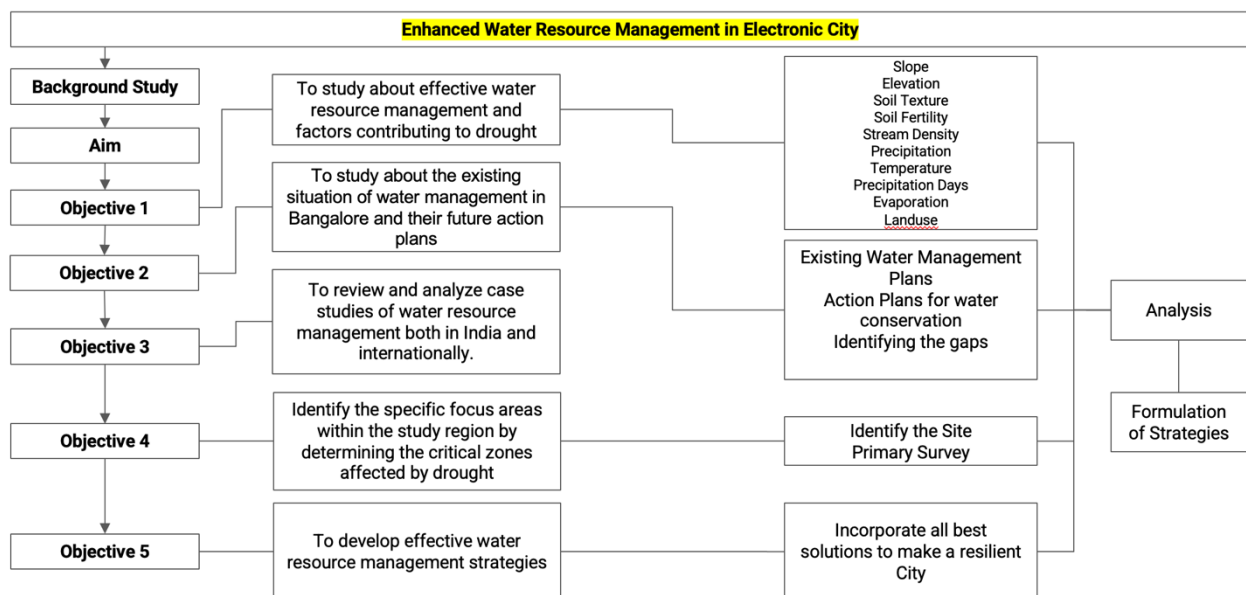 Enhanced Water Resource Management in Electronic City
Background Study
Aim
Objective 1
Objective 2
Objective 3
Objective 4
Objective 5
To study about effective water
resource management and
factors contributing to drought
To study about the existing
situation of water management in
Bangalore and their future action
plans
To review and analyze case
studies of water resource
management both in India and
internationally.
Identify the specific focus areas
within the study region by
determining the critical zones
affected by drought
To develop effective water
resource management strategies
Slope
Elevation
Soil Texture
Soil Fertility
Stream Density
Precipitation
Temperature
Precipitation Days
Evaporation
Landuse
Existing Water Management
Plans
Action Plans for water
conservation
Identifying the gaps
Identify the Site
Primary Survey
Incorporate all best
solutions to make a resilient
City
Analysis
Formulation
of Strategies